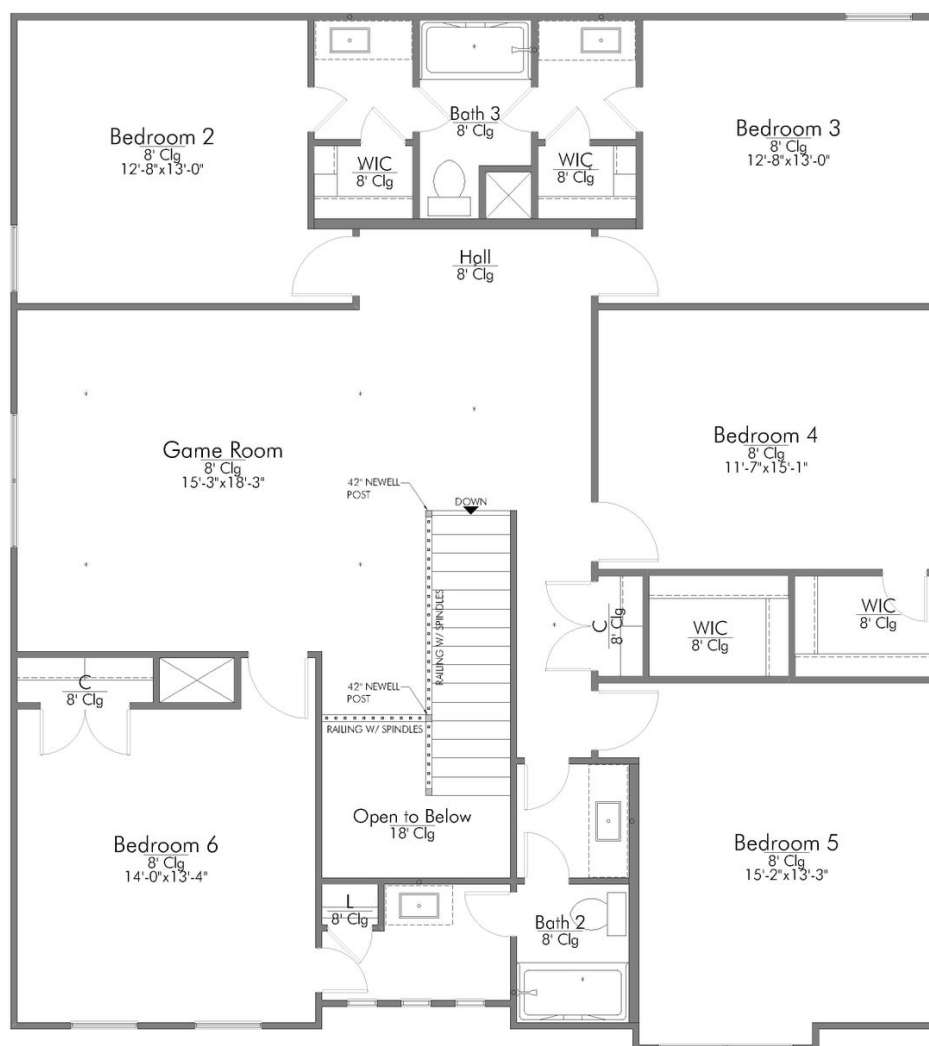 Bedroom 2
8' Clg
12'-8"x13'-0"
Bath 3
8' Clg
WIC
8' Clg
WIC
8' Clg
Bedroom 3
8' Clg
12'-8"x13'-0"
Hall
8' Clg
Game Room
8' Clg
15'-3"x18'-3"
Bedroom 4
8' Clg
11'-7"x15'-1"
42" NEWELL
POST
DOWN
RAILING W/ SPINDLES
C
8' Clg
WIC
8' Clg
WIC
8' Clg
C
8' Clg
42" NEWELL
POST
RAILING W/ SPINDLES
Open to Below
18' Clg
Bedroom 6
8' Clg
14'-0"x13'-4"
Bedroom 5
8' Clg
15'-2"x13'-3"
L
8' Clg
Bath 2
8' Clg